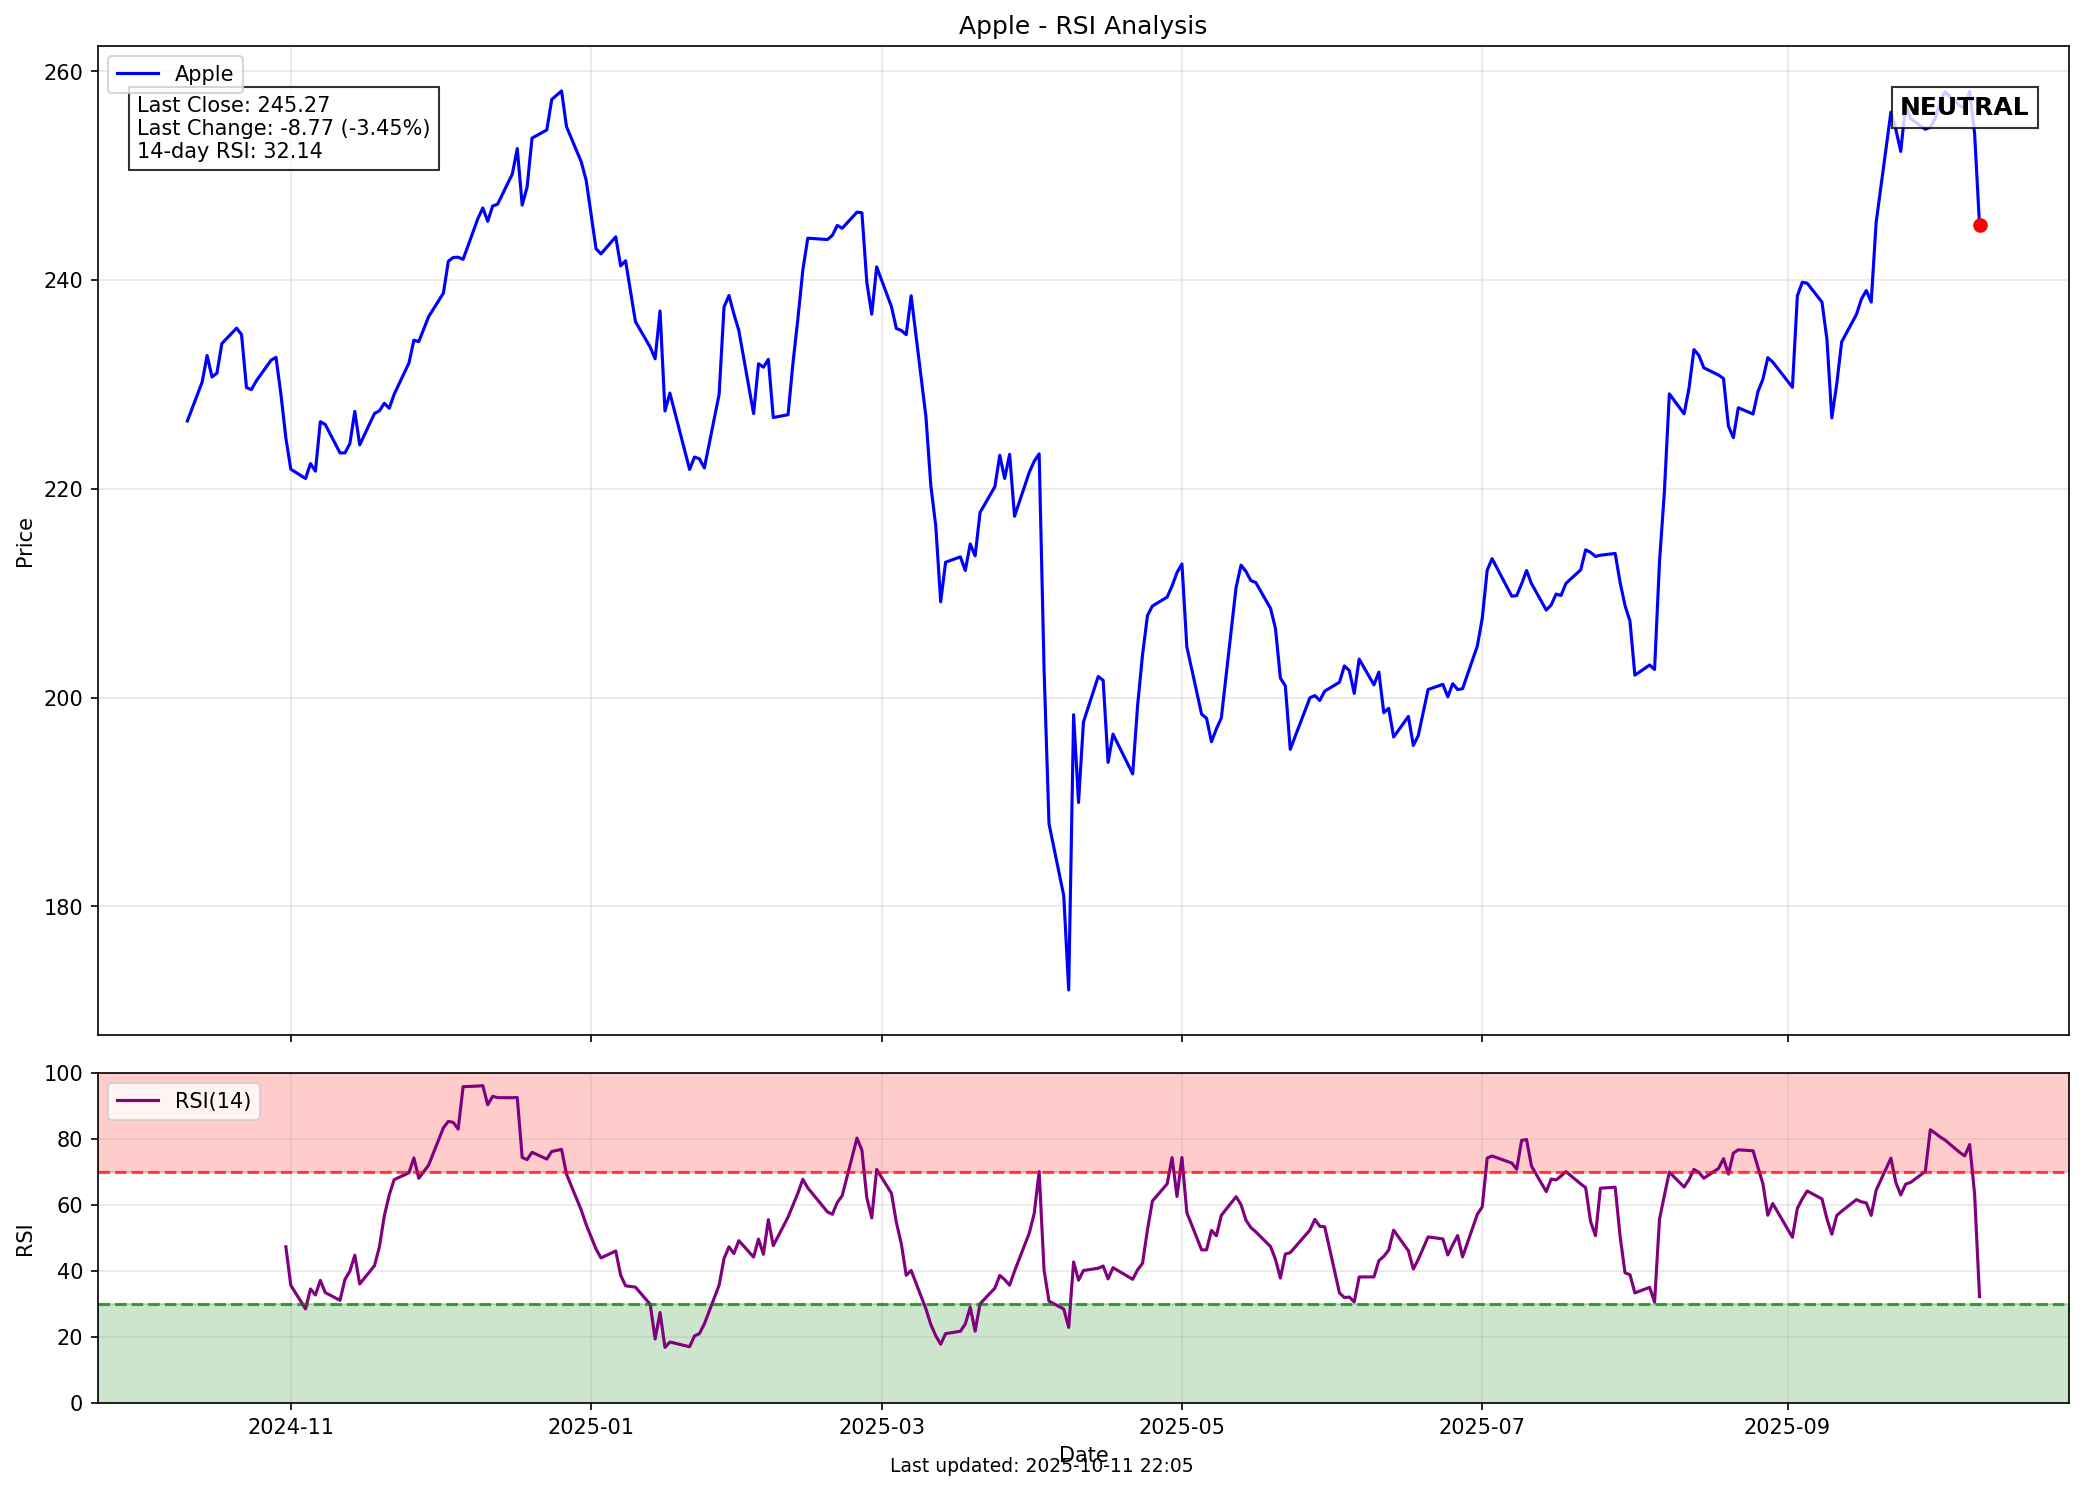 Apple - RSI Analysis
Apple
Last Close: 245.27
Last Change: -8.77 (-3.45%)
14-day RSI: 32.14
NEUTRAL
260
240
220
200
180
Price
RSI(14)
100
80
60
40
20
0
RSI
2024-11
2025-01
2025-03
2025-05
2025-07
2025-09
Date
Last updated: 2025-10-11 22:05